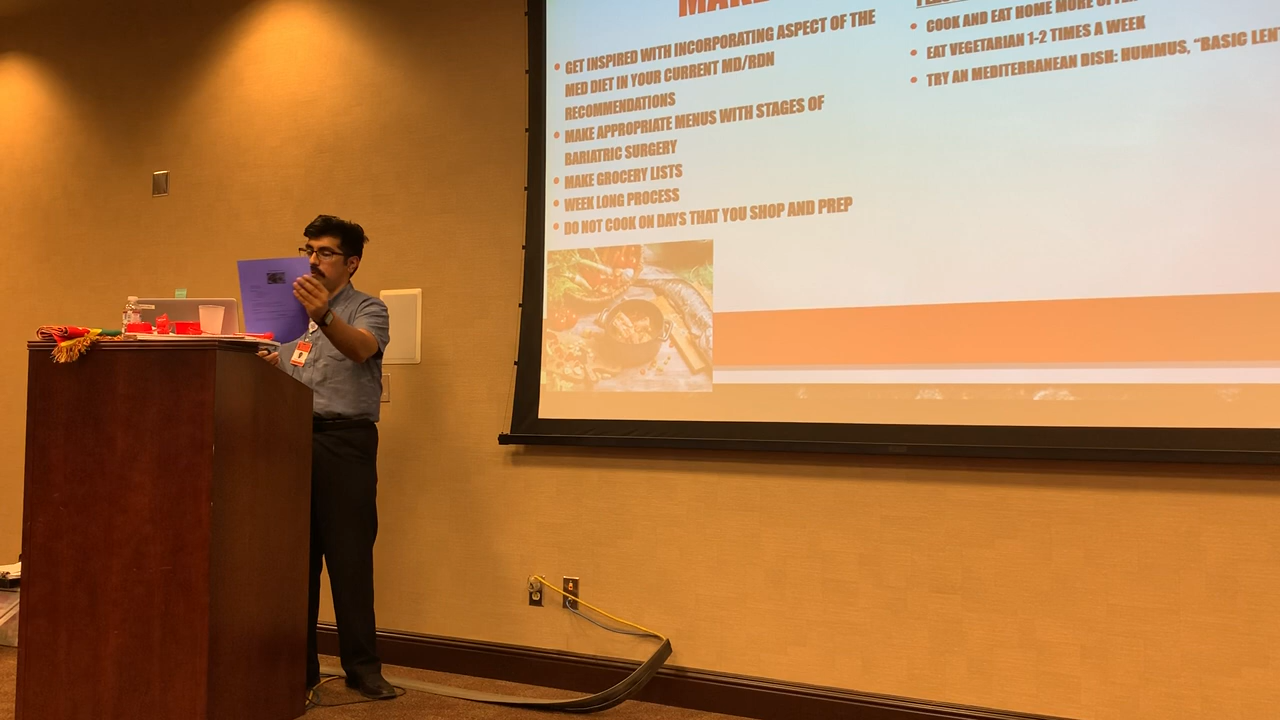 GET INSPIRED WITH INCORPORATING ASPECT OF THE
MED DIET IN YOUR CURRENT MD/RDN
RECOMMENDATIONS
MAKE APPROPRIATE MENUS WITH STAGES OF
BARIATRIC SURGERY
MAKE GROCERY LISTS
WEEK LONG PROCESS
DO NOT COOK ON DAYS THAT YOU SHOP AND PREP
COOK AND EAT HOME MORE
EAT VEGETARIAN 1-2 TIMES A WEEK
TRY AN MEDITERRANEAN DISH: HUMMUS, "BASIC